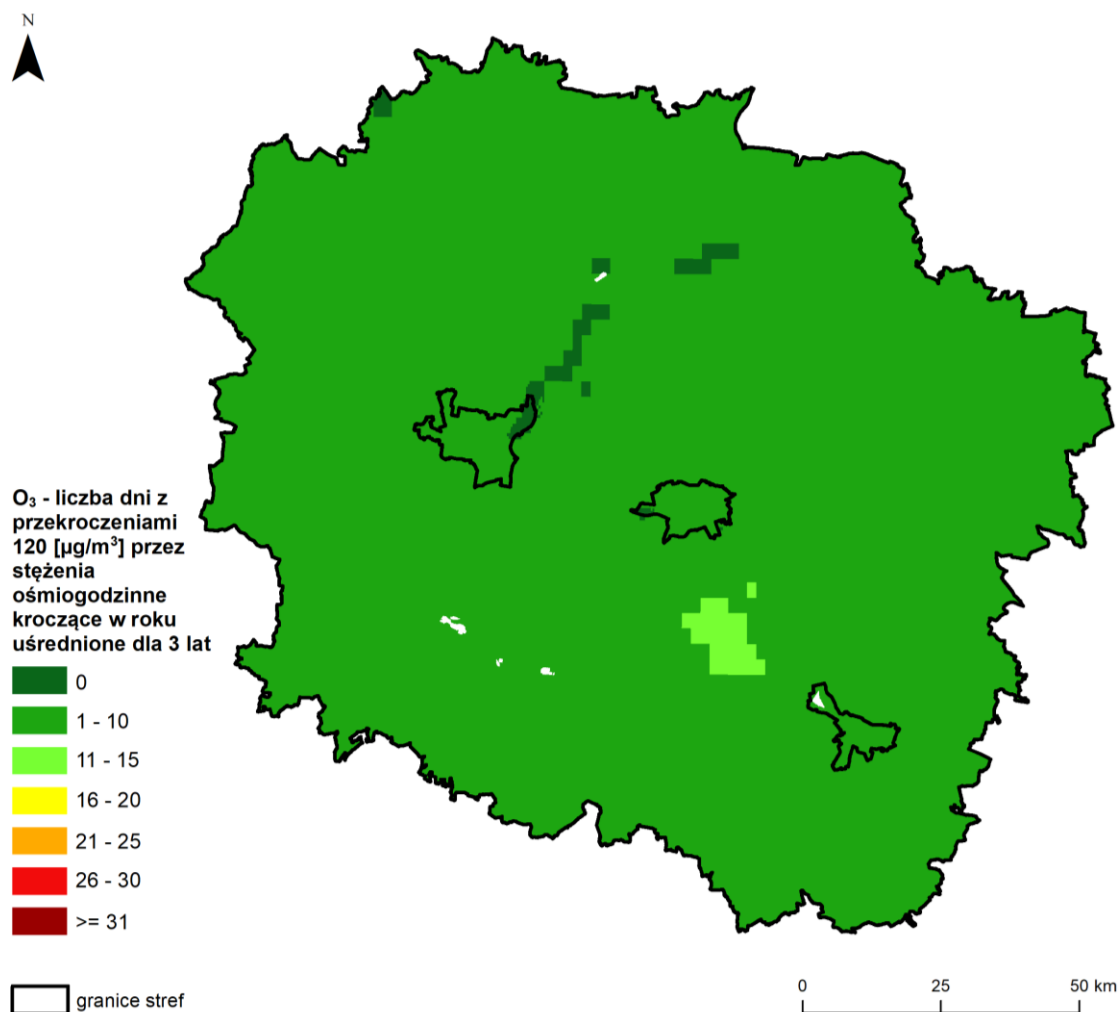 N
O₃ - liczba dni z
przekroczeniami
120 [µg/m³] przez
stężenia
ośmiogodzinne
kroczące w roku
uśrednione dla 3 lat
0
1 - 10
11 - 15
16 - 20
21 - 25
26 - 30
>= 31
granice stref
0 25 50 km